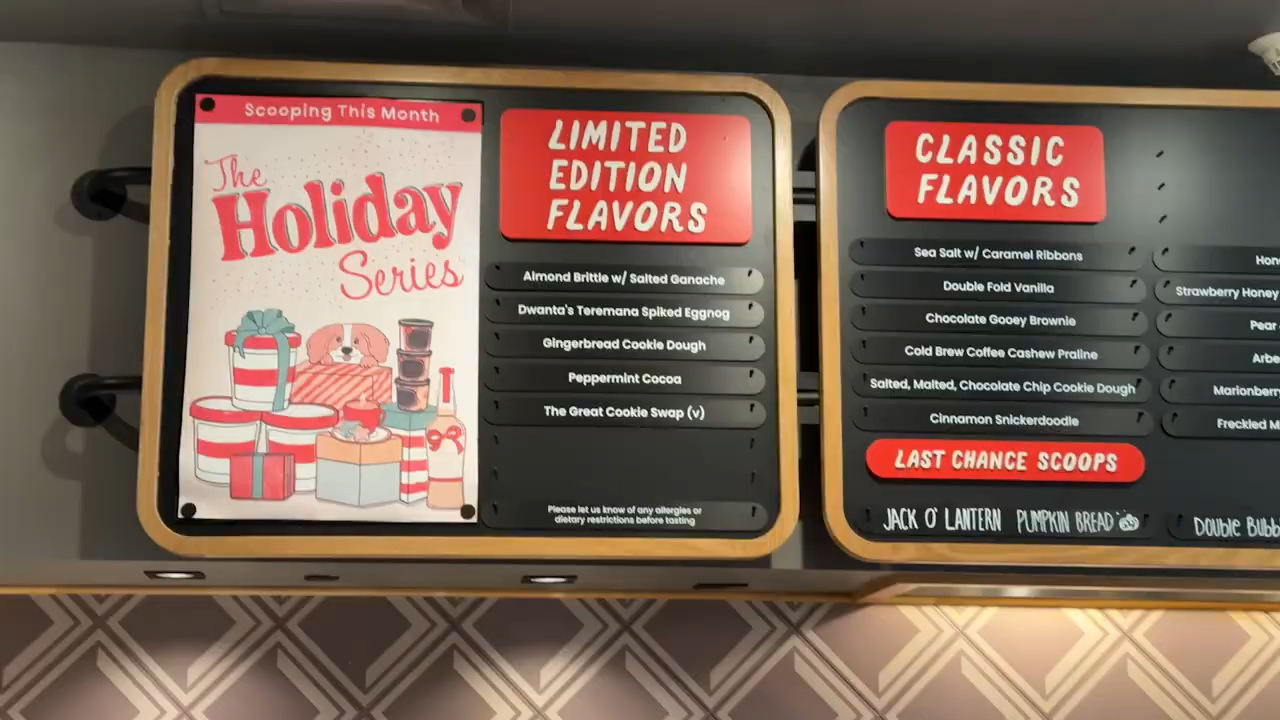 Scooping This Month
The
Holiday
Series
LIMITED
EDITION
FLAVORS
Almond Brittle w/ Salted Ganache
Dwanta's Teremana Spiked Eggnog
Gingerbread Cookie Dough
Peppermint Cocoa
The Great Cookie Swap (v)
Please let us know of any allergies or
dietary restrictions before tasting
CLASSIC
FLAVORS
Sea Salt w/ Caramel Ribbons
Double Fold Vanilla
Chocolate Gooey Brownie
Cold Brew Coffee Cashew Praline
Salted, Malted, Chocolate Chip Cookie Dough
Cinnamon Snickerdoodle
Strawberry Honey
Pear
LAST CHANCE SCOOPS
JACK O' LANTERN PUMPKIN BREAD
DOUBLE